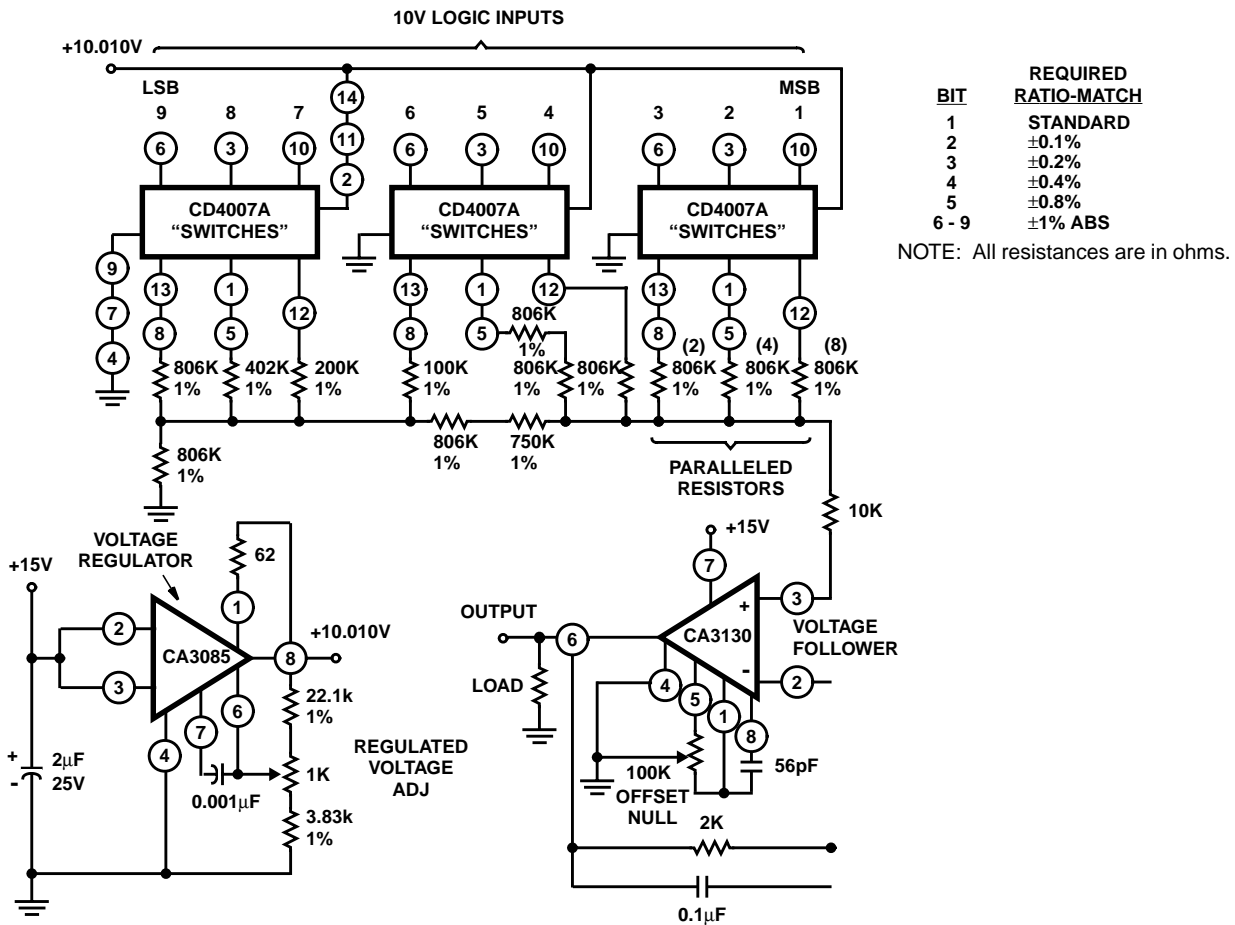 10V LOGIC INPUTS
+10.010V
LSB
MSB
9 8 7 6 5 4 3 2 1
14
11
2
6 3 10 6 3 10 6 3 10
CD4007A
“SWITCHES”
CD4007A
“SWITCHES”
CD4007A
“SWITCHES”
9
7
4
13 1 12 13 1 12 13 1 12
8 5 8 5 8 5
806K
1%
(2) (4) (8)
806K
1%
402K
1%
200K
1%
100K
1%
806K
1%
806K
1%
806K
1%
806K
1%
806K
1%
806K
1%
750K
1%
806K
1%
PARALLELED
RESISTORS
10K
BIT
REQUIRED
RATIO-MATCH
1 STANDARD
2 ±0.1%
3 ±0.2%
4 ±0.4%
5 ±0.8%
6 - 9 ±1% ABS
NOTE: All resistances are in ohms.
VOLTAGE
REGULATOR
+15V
62
1
2
3
CA3085
8
+10.010V
6
7
4
22.1k
1%
1K
3.83k
1%
0.001μF
REGULATED
VOLTAGE
ADJ
+
-
2μF
25V
+15V
7
OUTPUT
6
LOAD
CA3130
+
-
3
VOLTAGE
FOLLOWER
2
4
5
1
8
100K
OFFSET
NULL
56pF
2K
0.1μF